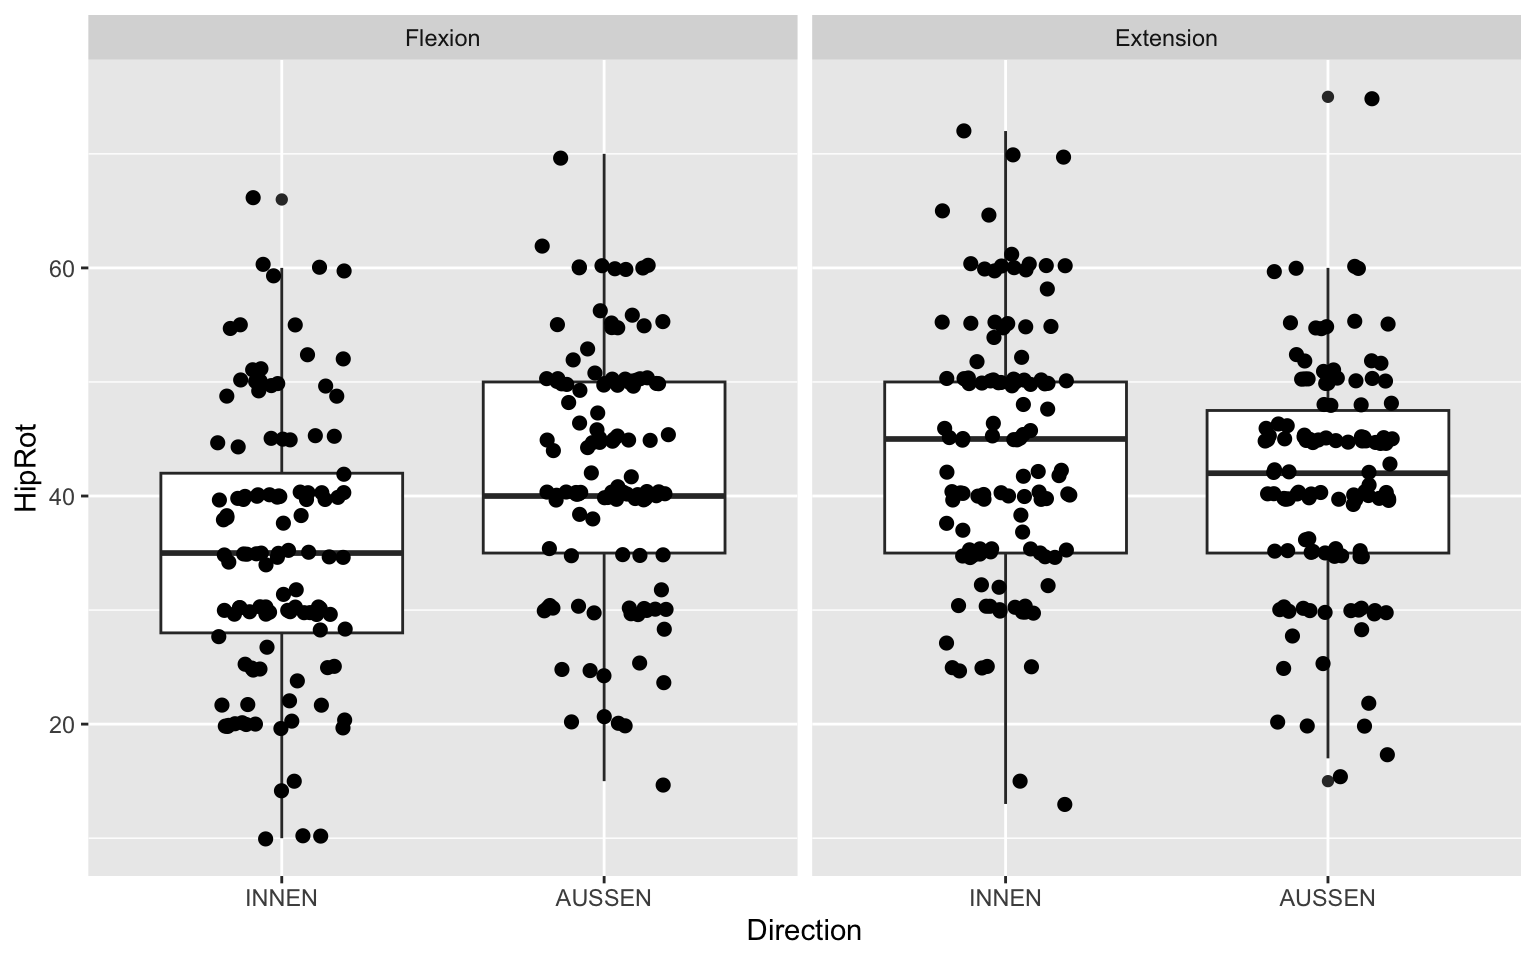 Flexion
Extension
HipRot
60
40
20
INNEN
AUSSEN
INNEN
AUSSEN
Direction